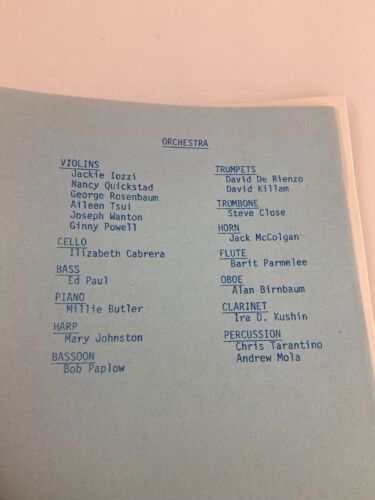 ORCHESTRA
VIOLINS
Jackie Iozzi
Nancy Quickstad
George Rosenbaum
Aileen Tsui
Joseph Wanton
Ginny Powell
CELLO
Ilizabeth Cabrera
BASS
Ed Paul
PIANO
Millie Butler
HARP
Mary Johnston
BASSOON
Bob Paplow
TRUMPETS
David De Rienzo
David Killam
TROMBONE
Steve Close
HORN
Jack McColgan
FLUTE
Barit Parmelee
OBOE
Alan Birnbaum
CLARINET
Ira D. Kushin
PERCUSSION
Chris Tarantino
Andrew Mola